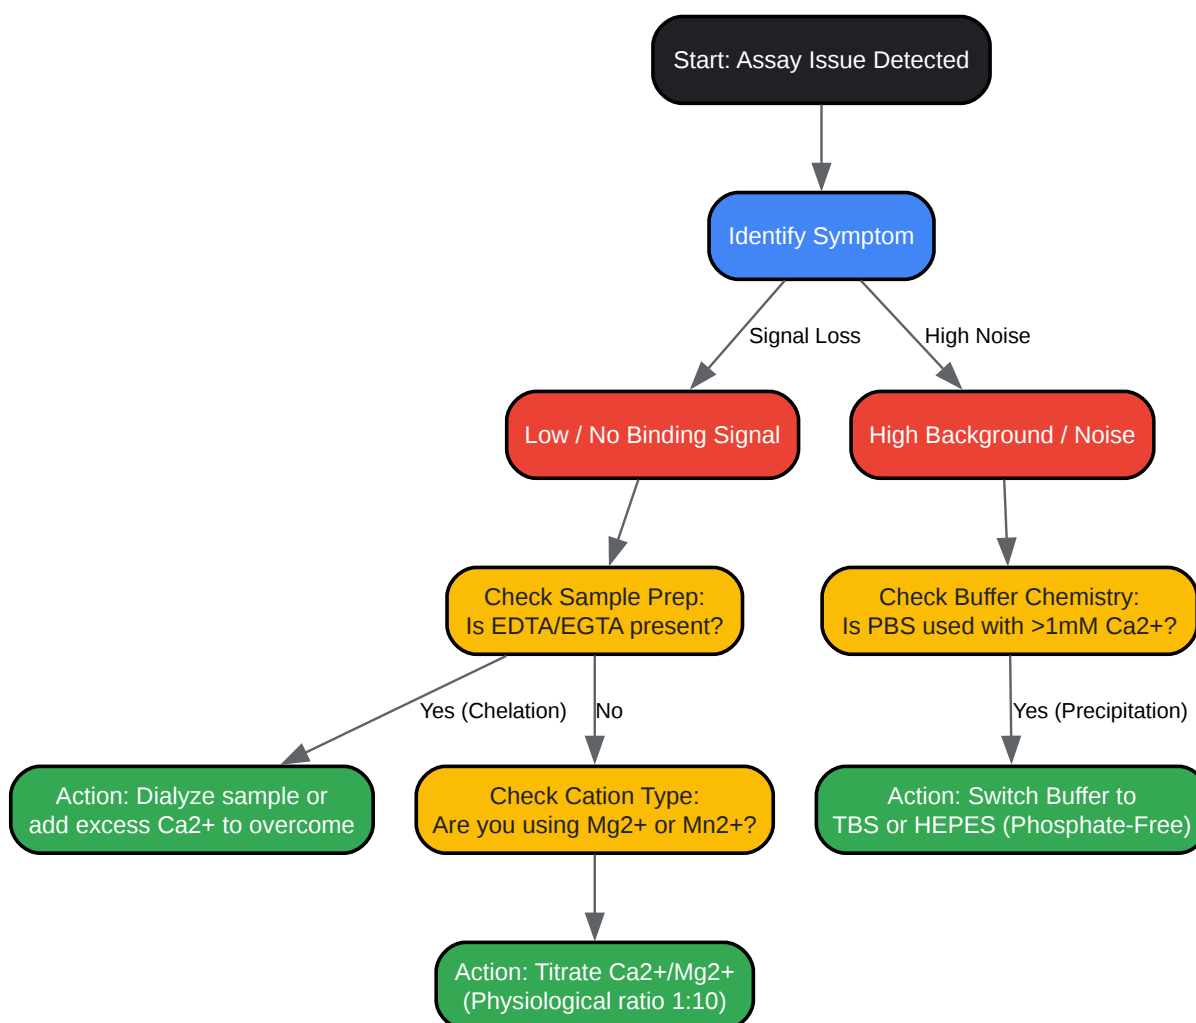 Start: Assay Issue Detected
Identify Symptom
Signal Loss
High Noise
Low / No Binding Signal
High Background / Noise
Check Sample Prep:
Is EDTA/EGTA present?
Check Buffer Chemistry:
Is PBS used with >1mM Ca2+?
Yes (Chelation)
No
Yes (Precipitation)
Action: Dialyze sample or
add excess Ca2+ to overcome
Check Cation Type:
Are you using Mg2+ or Mn2+?
Action: Switch Buffer to
TBS or HEPES (Phosphate-Free)
Action: Titrate Ca2+/Mg2+
(Physiological ratio 1:10)